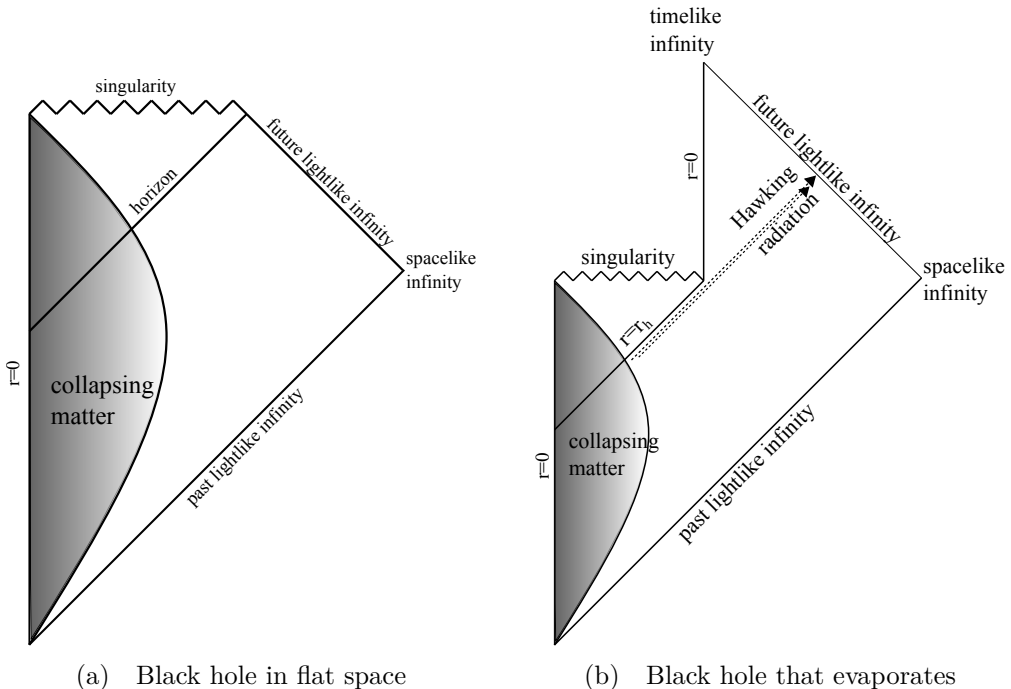 singularity
future lightlike infinity
horizon
spacelike
infinity
r=0
collapsing
matter
past lightlike infinity
(a) Black hole in flat space
timelike
infinity
future lightlike infinity
r=0
Hawking
radiation
singularity
spacelike
infinity
r=r_h
collapsing
matter
r=0
past lightlike infinity
(b) Black hole that evaporates